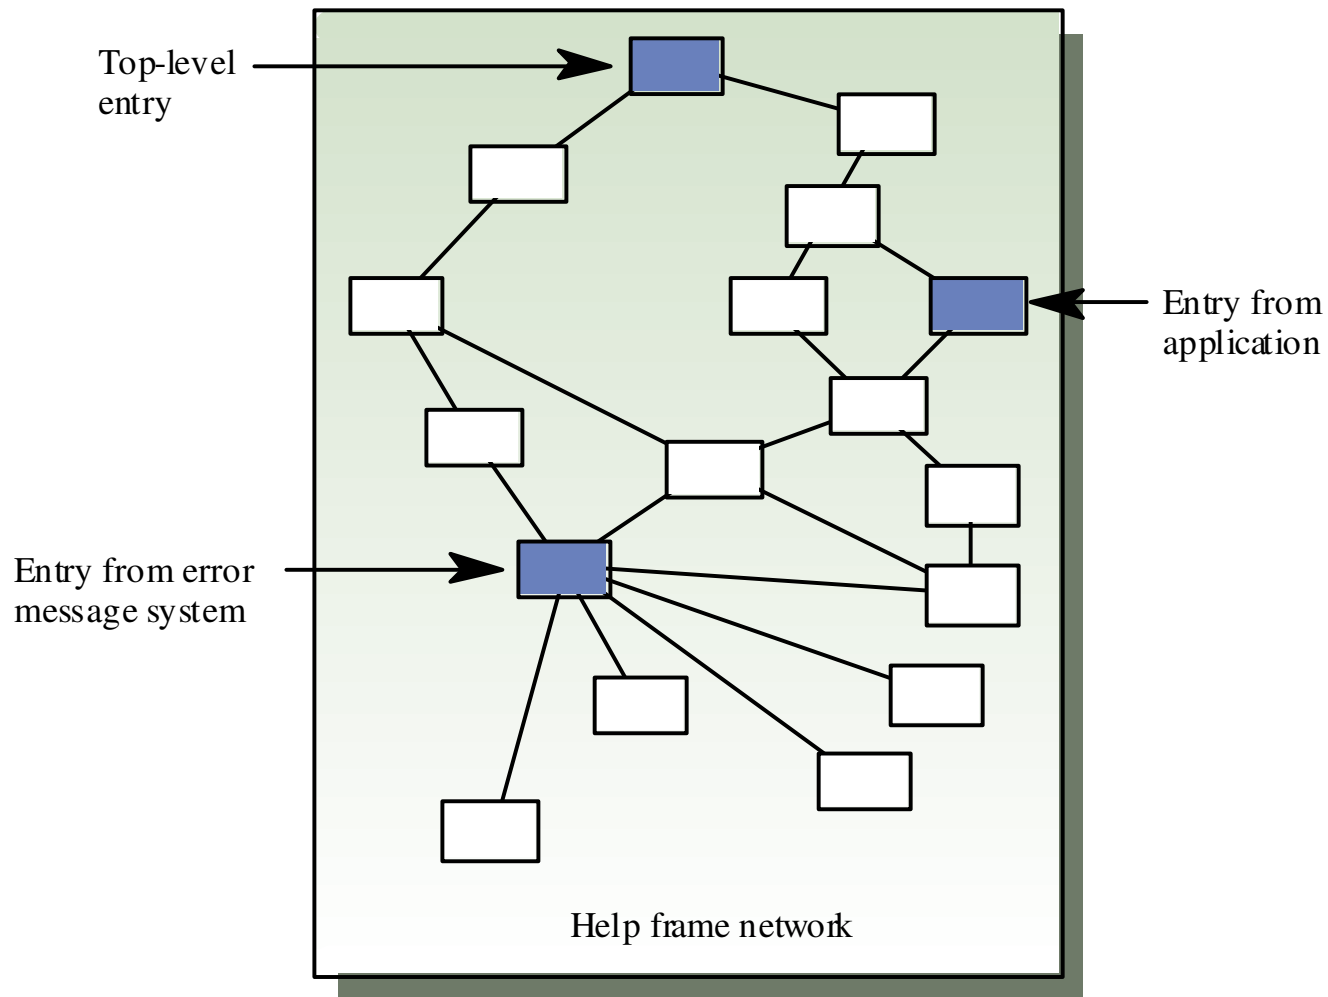 Top-level
entry
Entry from
application
Entry from error
message system
Help frame network